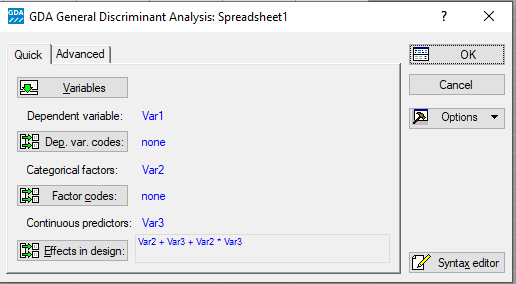 GDA General Discriminant Analysis: Spreadsheet1
? ×
Quick Advanced
Variables
Dependent variable: Var1
Dep. var. codes: none
Categorical factors: Var2
Factor codes: none
Continuous predictors: Var3
Effects in design: Var2 + Var3 + Var2 * Var3
OK
Cancel
Options
Syntax editor